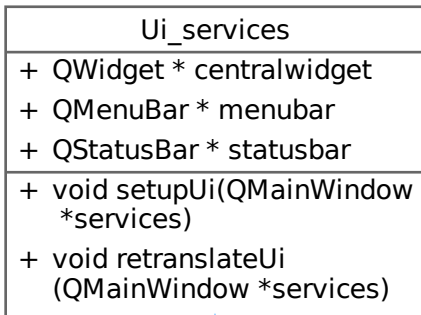 Ui_services
+ QWidget * centralwidget
+ QMenuBar * menubar
+ QStatusBar * statusbar
+ void setupUi(QMainWindow
*services)
+ void retranslateUi
(QMainWindow *services)